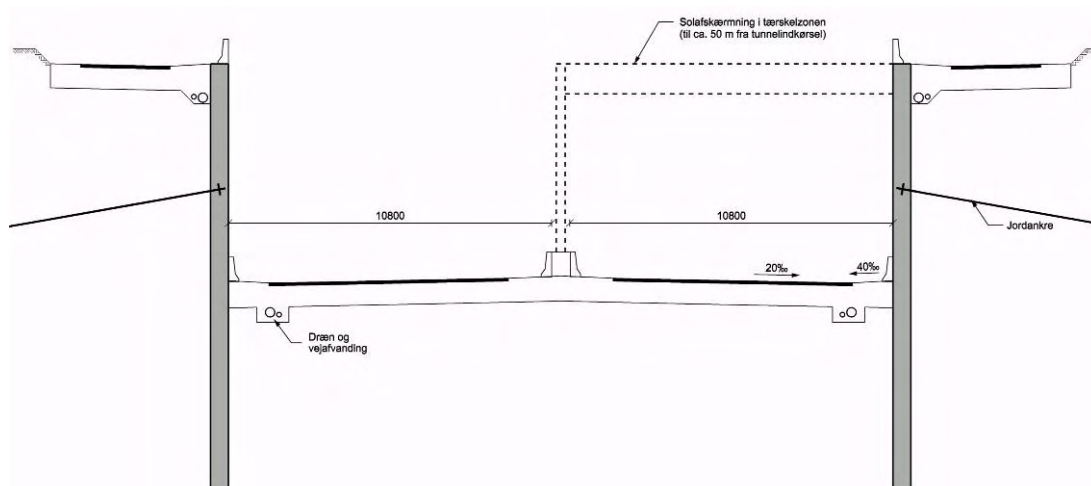 Solafskærmning i tærskelzonen
(til ca. 50 m fra tunnelindkørsel)
10800
10800
Jordankre
20‰
40‰
Dræn og
vejafvanding